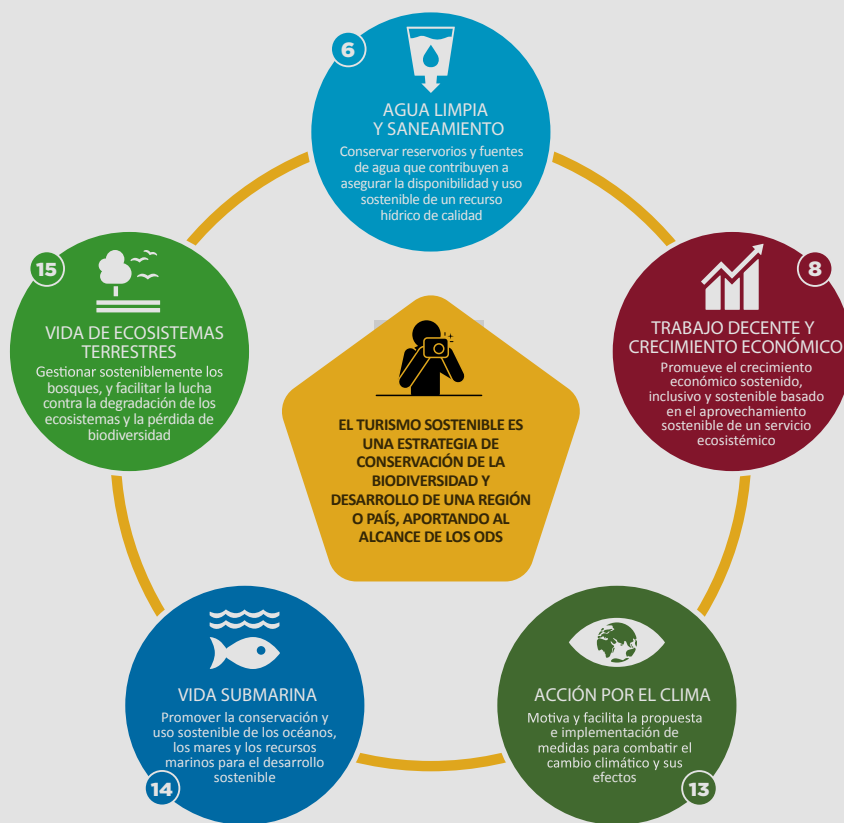 6
AGUA LIMPIA
Y SANEAMIENTO
Conservar reservorios y fuentes
de agua que contribuyen a
asegurar la disponibilidad y uso
sostenible de un recurso
hídrico de calidad
8
TRABAJO DECENTE Y
CRECIMIENTO ECONÓMICO
Promueve el crecimiento
económico sostenido,
inclusivo y sostenible basado
en el aprovechamiento
sostenible de un servicio
ecosistémico
13
ACCIÓN POR EL CLIMA
Motiva y facilita la propuesta
e implementación de
medidas para combatir el
cambio climático y sus
efectos
14
VIDA SUBMARINA
Promover la conservación y
uso sostenible de los océanos,
los mares y los recursos
marinos para el desarrollo
sostenible
15
VIDA DE ECOSISTEMAS
TERRESTRES
Gestionar sosteniblemente los
bosques, y facilitar la lucha
contra la degradación de los
ecosistemas y la pérdida de
biodiversidad
EL TURISMO SOSTENIBLE ES
UNA ESTRATEGIA DE
CONSERVACIÓN DE LA
BIODIVERSIDAD Y
DESARROLLO DE UNA REGIÓN
O PAÍS, APORTANDO AL
ALCANCE DE LOS ODS